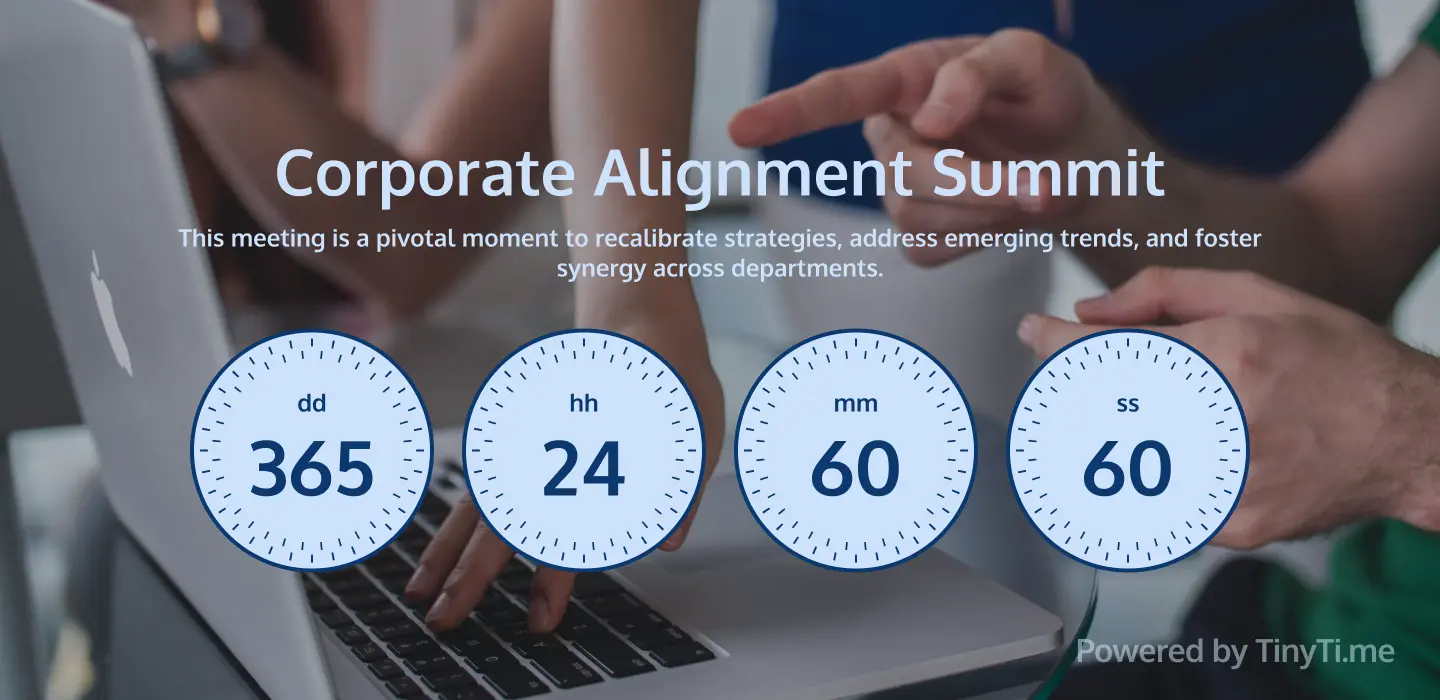 Corporate Alignment Summit
This meeting is a pivotal moment to recalibrate strategies, address emerging trends, and foster
synergy across departments.
dd hh mm ss
365 24 60 60
Powered by TinyTi.me